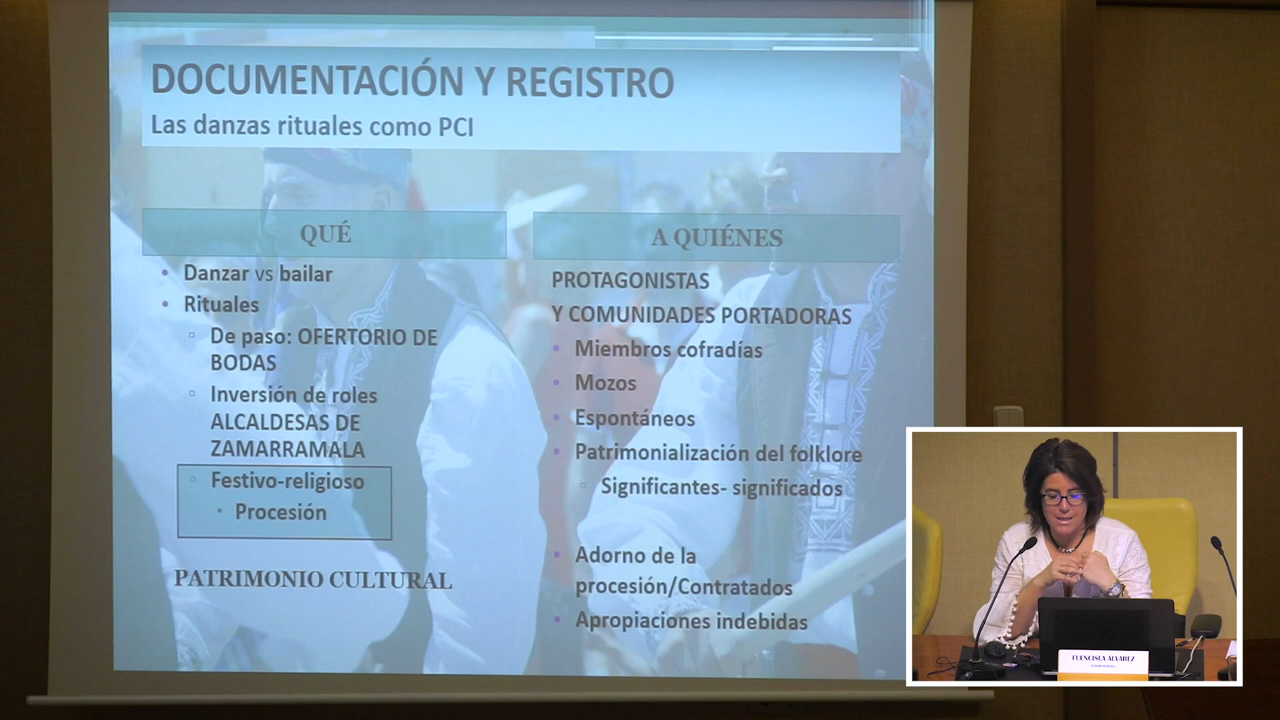 DOCUMENTACIÓN Y REGISTRO
Las danzas rituales como PCI
QUÉ
• Danzar vs bailar
• Rituales
▫ De paso: OFERTORIO DE
BODAS
▫ Inversión de roles
ALCALDESAS DE
ZAMARRAMALA
▫ Festivo-religioso
• Procesión
PATRIMONIO CULTURAL
A QUIÉNES
PROTAGONISTAS
Y COMUNIDADES PORTADORAS
• Miembros cofradías
• Mozos
• Espontáneos
• Patrimonialización del folklore
▫ Significantes- significados
• Adorno de la
procesión/Contratados
• Apropiaciones indebidas
FUENCISLA ÁLVAREZ